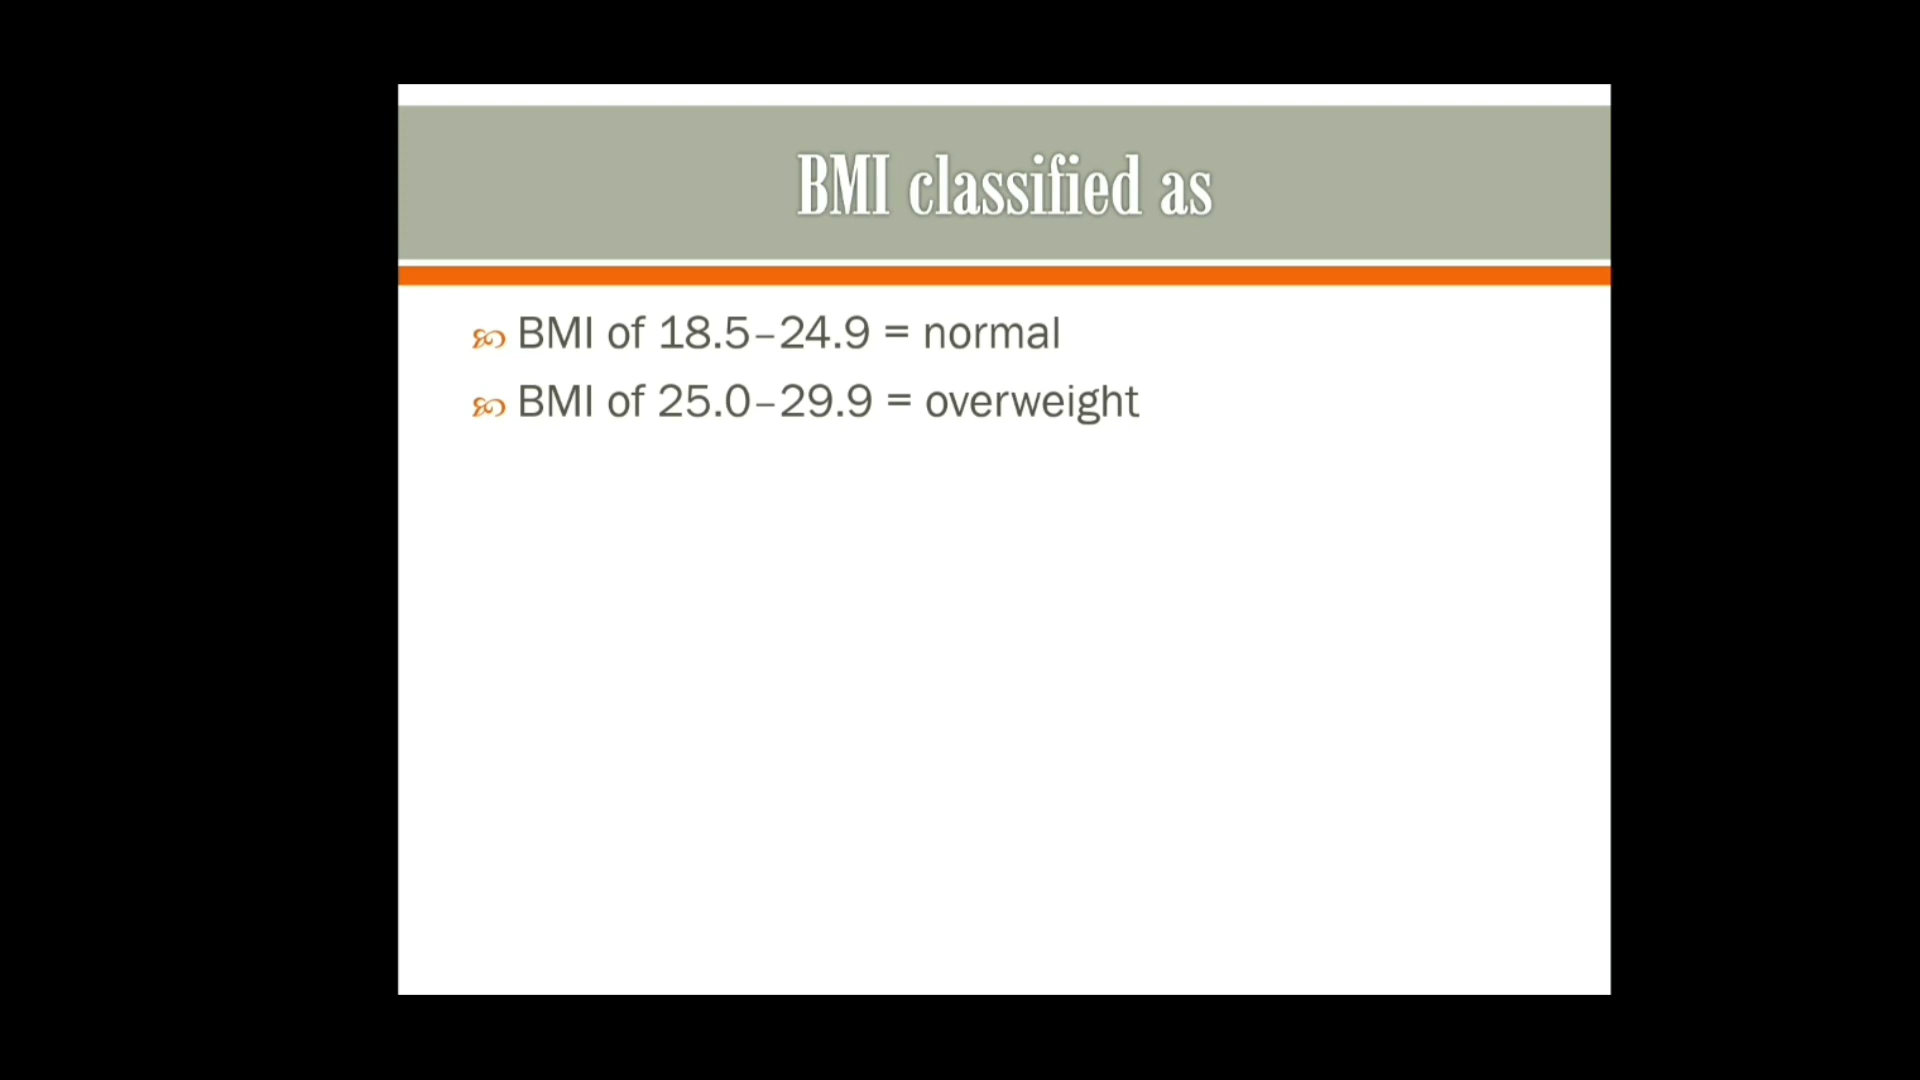 BMI classified as
BMI of 18.5–24.9 = normal
BMI of 25.0–29.9 = overweight